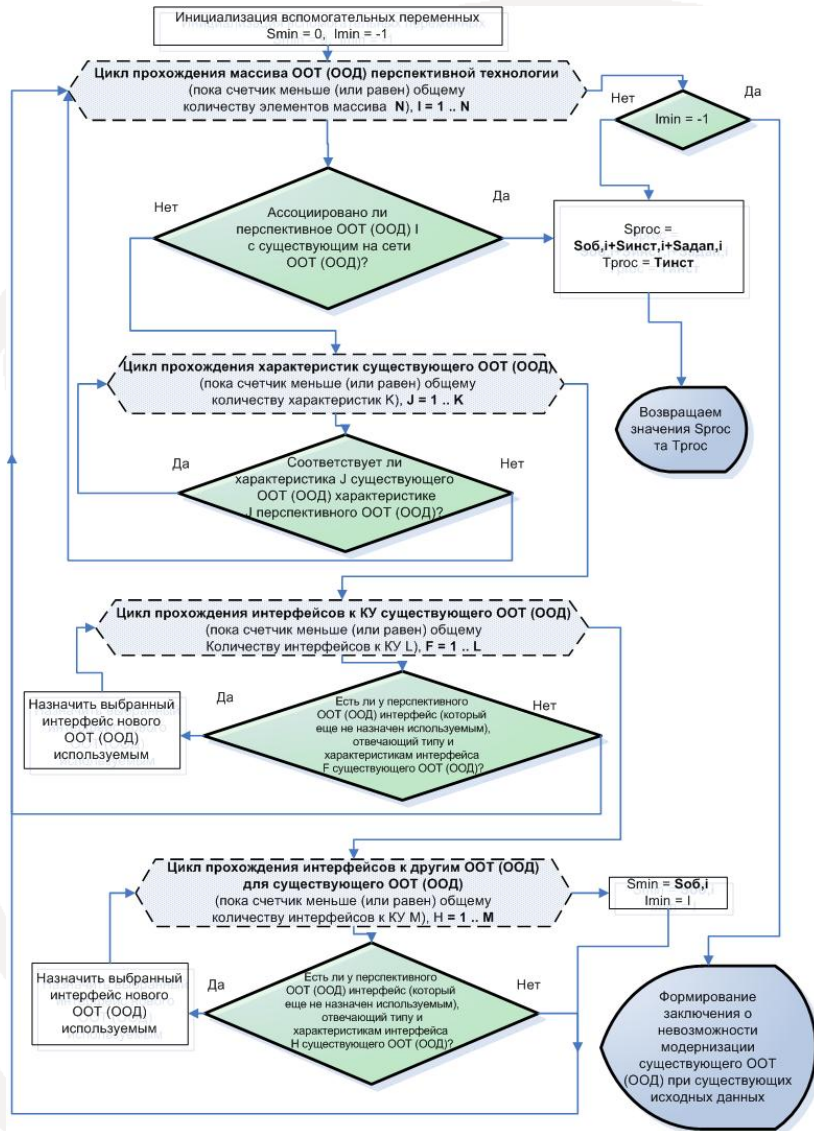 Инициализация вспомогательных переменных
Smin = 0, Imin = -1
Цикл прохождения массива ООТ (ООД) перспективной технологии
(пока счетчик меньше (или равен) общему
количеству элементов массива N), I = 1 .. N
Нет
Да
Imin = -1
Нет
Да
Ассоциировано ли
перспективное ООТ (ООД) I
с существующим на сети
ООТ (ООД)?
Sproc =
Sоб,i+Sинст,i+Sадап,i
Tproc = Tинст
Цикл прохождения характеристик существующего ООТ (ООД)
(пока счетчик меньше (или равен) общему
количеству характеристик K), J = 1 .. K
Возвращаем
значения Sproc
та Tproc
Да
Нет
Соответствует ли
характеристика J существующего
ООТ (ООД) характеристике
J перспективного ООТ (ООД)?
Цикл прохождения интерфейсов к КУ существующего ООТ (ООД)
(пока счетчик меньше (или равен) общему
Количеству интерфейсов к КУ L), F = 1 .. L
Назначить выбранный
интерфейс нового
ООТ (ООД)
используемым
Да
Нет
Есть ли у перспективного
ООТ (ООД) интерфейс (который
еще не назначен используемым),
отвечающий типу и
характеристикам интерфейса
F существующего ООТ (ООД)?
Цикл прохождения интерфейсов к другим ООТ (ООД)
для существующего ООТ (ООД)
(пока счетчик меньше (или равен) общему
количеству интерфейсов к КУ M), H = 1 .. M
Smin = Sоб,i
Imin = I
Назначить выбранный
интерфейс нового
ООТ (ООД)
используемым
Да
Нет
Есть ли у перспективного
ООТ (ООД) интерфейс (который
еще не назначен используемым),
отвечающий типу и
характеристикам интерфейса
H существующего ООТ (ООД)?
Формирование
заключения о
невозможности
модернизации
существующего ООТ
(ООД) при существующих
исходных данных